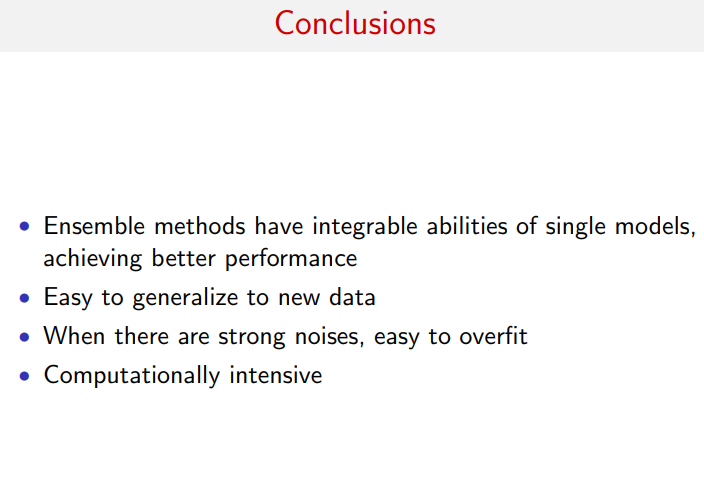 Conclusions
• Ensemble methods have integrable abilities of single models,
achieving better performance
• Easy to generalize to new data
• When there are strong noises, easy to overfit
• Computationally intensive